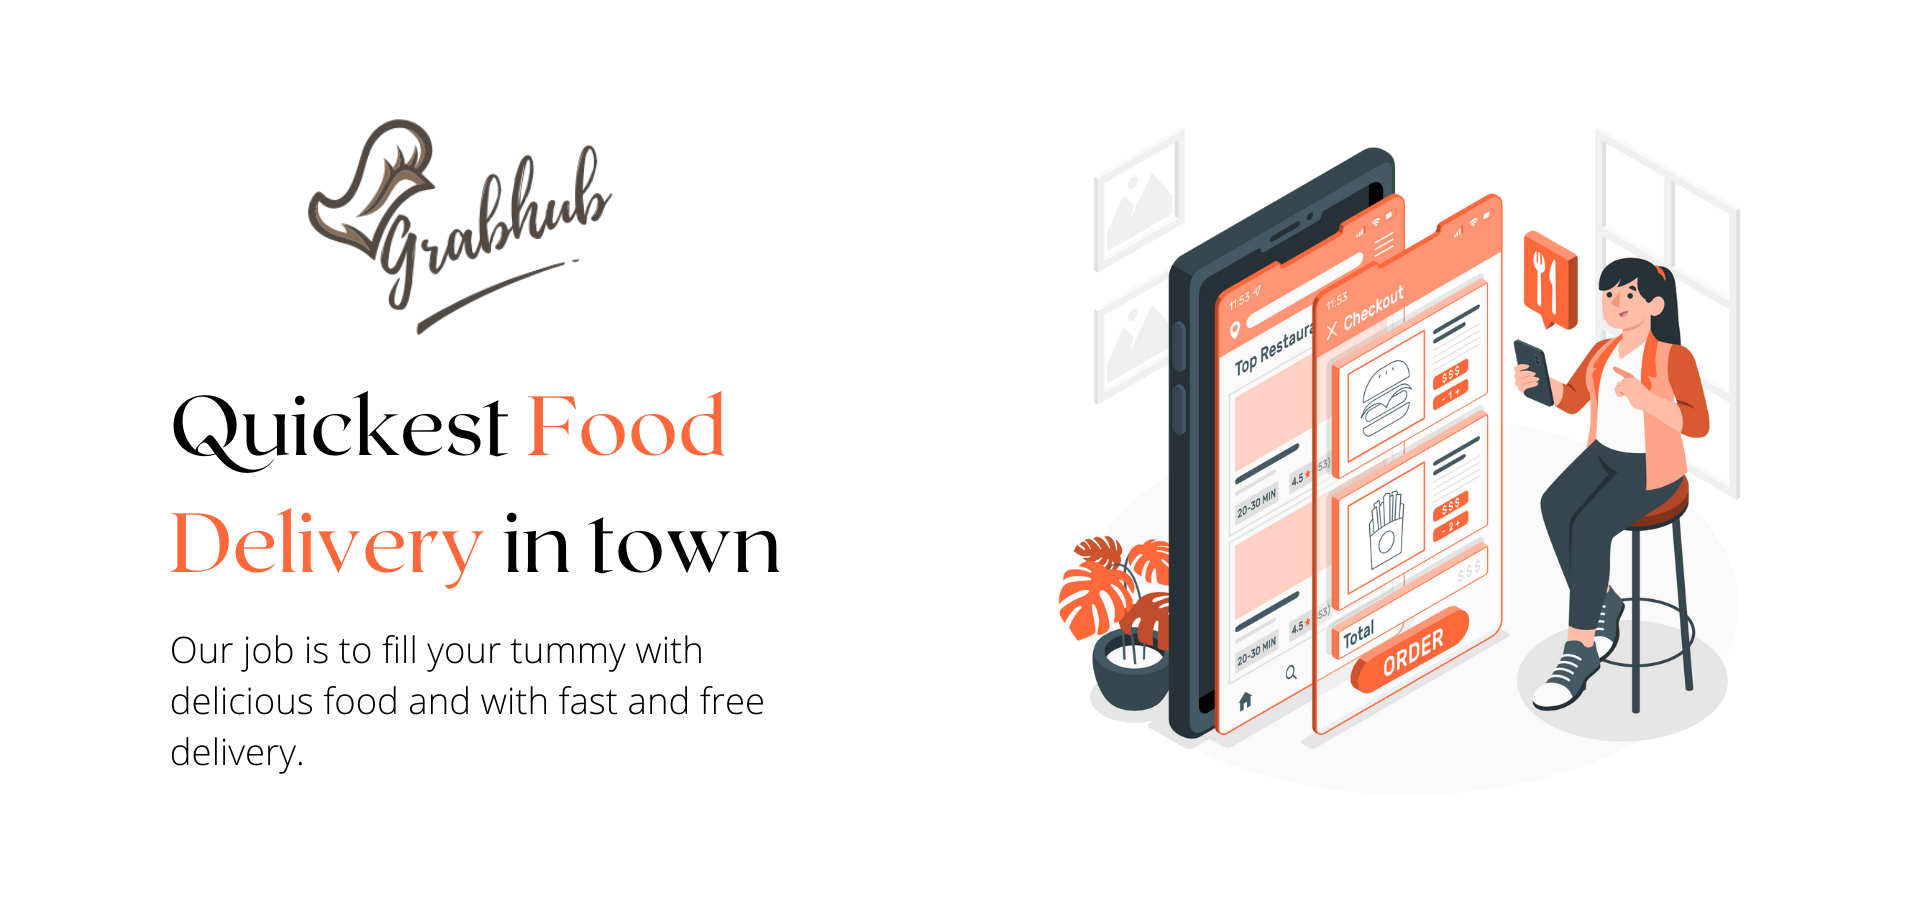 Grabhub
Quickest Food
Delivery in town
Our job is to fill your tummy with
delicious food and with fast and free
delivery.
11:53
Top Restaura
20-30 MIN
4.5★ 53)
20-30 MIN
4.5★ 53)
11:53
X Checkout
$$$
- 1 +
$$$
- 2 +
$$$
Total
ORDER